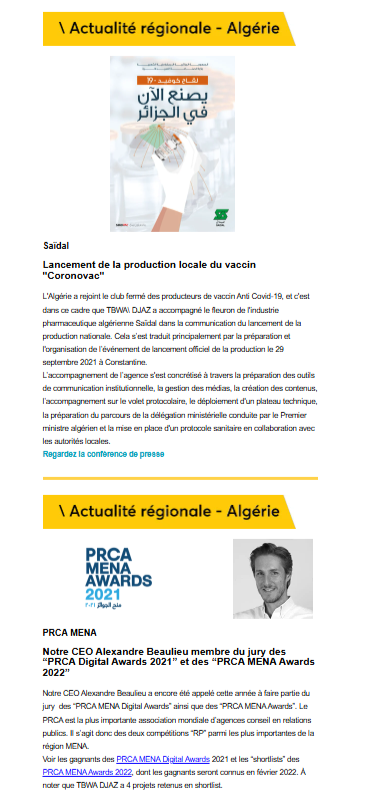 \ Actualité régionale - Algérie
لقاح كوفيد - 19
يصنع الآن
في الجزائر
Saïdal
Lancement de la production locale du vaccin
"Coronovac"
L'Algérie a rejoint le club fermé des producteurs de vaccin Anti Covid-19, et c'est
dans ce cadre que TBWA\ DJAZ a accompagné le fleuron de l'industrie
pharmaceutique algérienne Saïdal dans la communication du lancement de la
production nationale. Cela s'est traduit principalement par la préparation et
l'organisation de l'événement de lancement officiel de la production le 29
septembre 2021 à Constantine.
L'accompagnement de l'agence s'est concrétisé à travers la préparation des outils
de communication institutionnelle, la gestion des médias, la création des contenus,
l'accompagnement sur le volet protocolaire, le déploiement d'un plateau technique,
la préparation du parcours de la délégation ministérielle conduite par le Premier
ministre algérien et la mise en place d'un protocole sanitaire en collaboration avec
les autorités locales.
Regardez la conférence de presse
\ Actualité régionale - Algérie
PRCA
MENA
AWARDS
2021
منح الجوائز ٢٠٢١
PRCA MENA
Notre CEO Alexandre Beaulieu membre du jury des
“PRCA Digital Awards 2021” et des “PRCA MENA Awards
2022”
Notre CEO Alexandre Beaulieu a encore été appelé cette année à faire partie du
jury des “PRCA MENA Digital Awards” ainsi que des “PRCA MENA Awards”. Le
PRCA est la plus importante association mondiale d'agences conseil en relations
publics. Il s'agit donc des deux compétitions “RP” parmi les plus importantes de la
région MENA.
Voir les gagnants des PRCA MENA Digital Awards 2021 et les “shortlists” des
PRCA MENA Awards 2022, dont les gagnants seront connus en février 2022. À
noter que TBWA DJAZ a 4 projets retenus en shortlist.